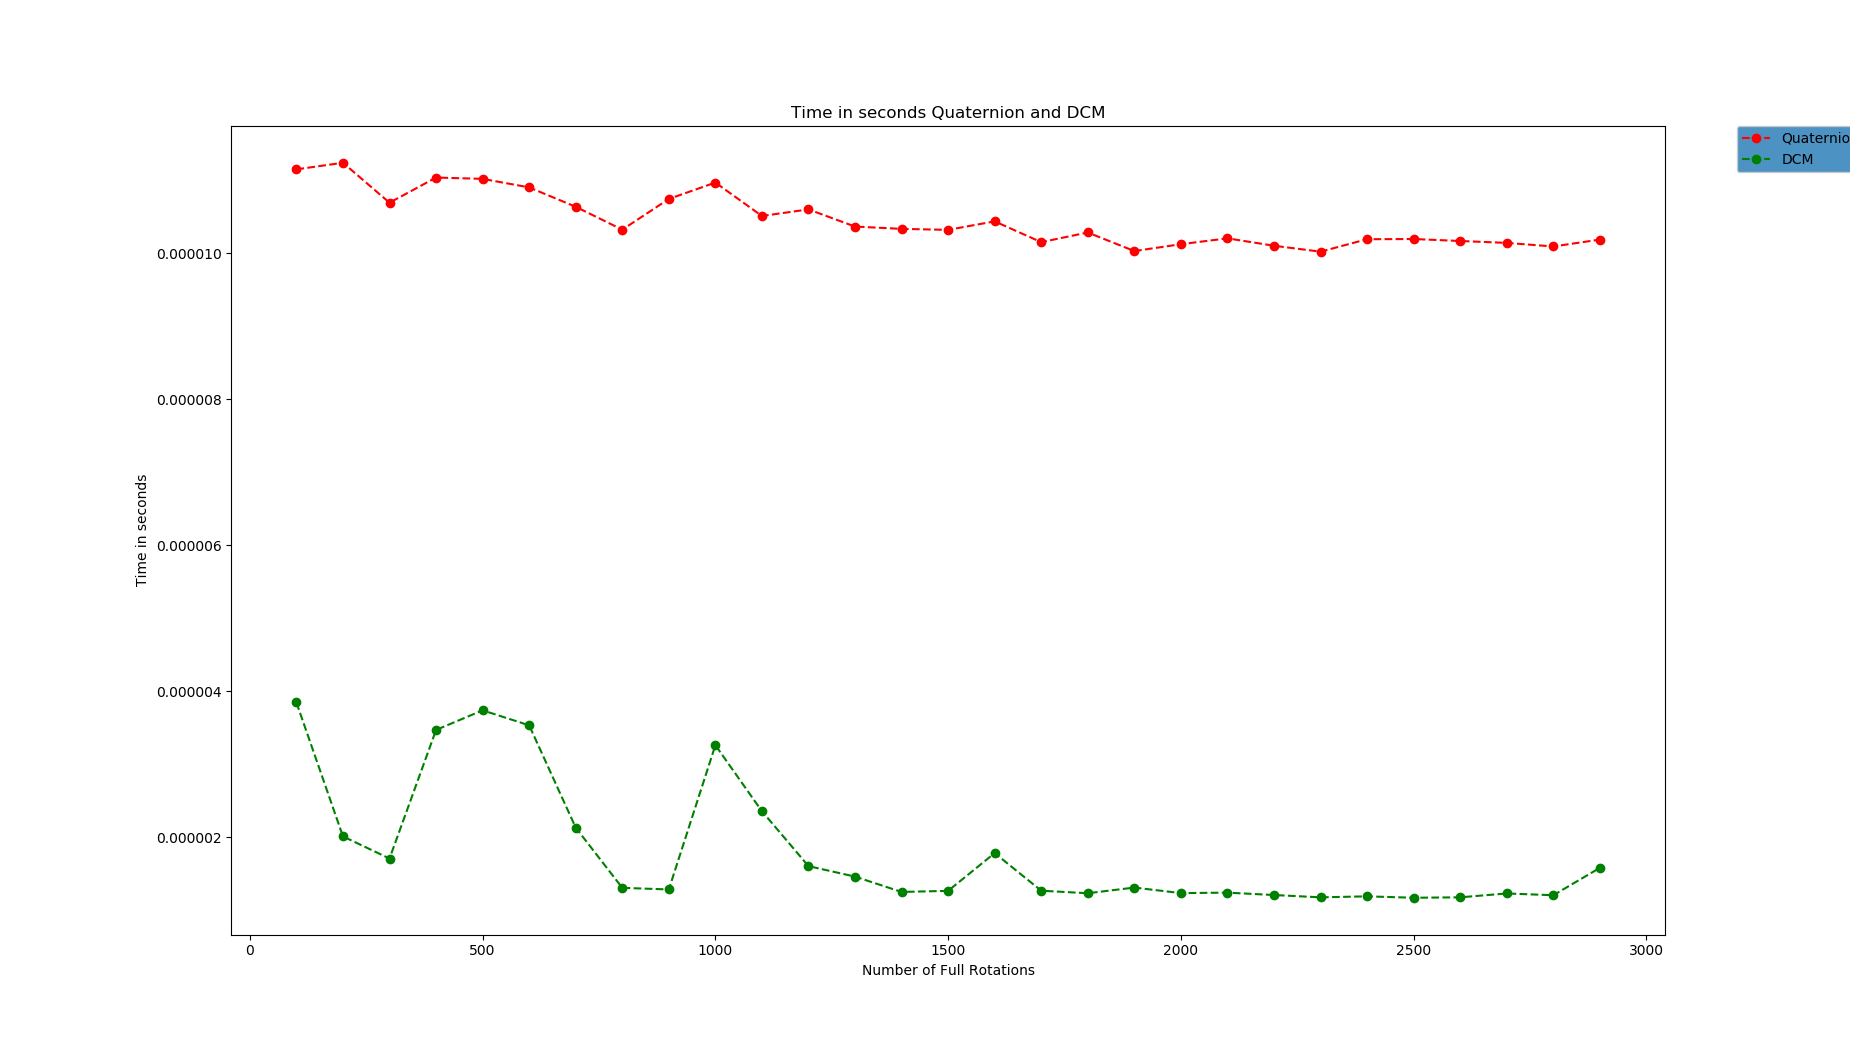 Time in seconds Quaternion and DCM
Quaternio
DCM
0.000010
0.000008
0.000006
0.000004
0.000002
Time in seconds
0 500 1000 1500 2000 2500 3000
Number of Full Rotations